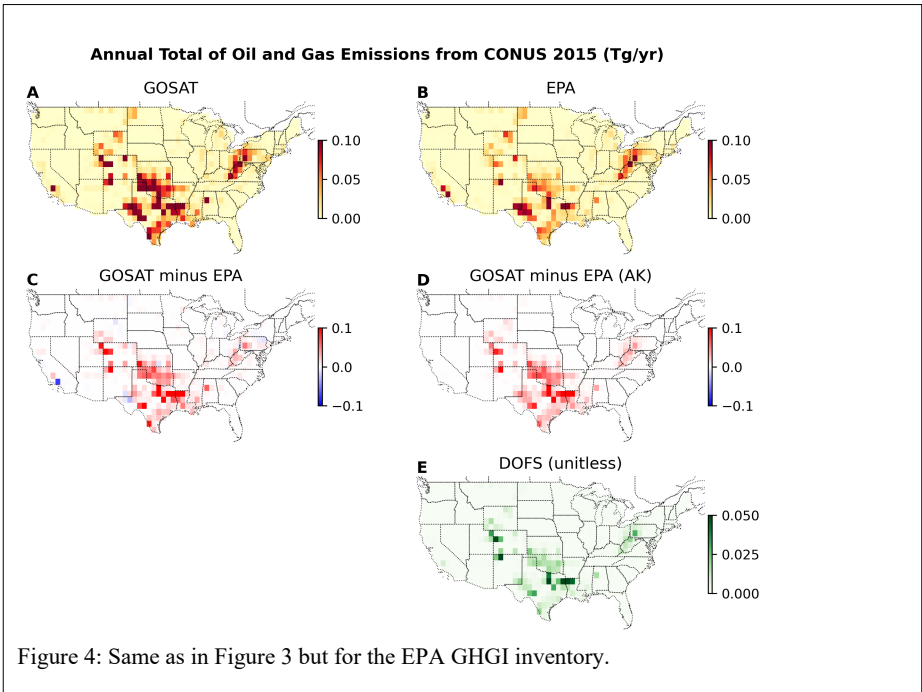 Annual Total of Oil and Gas Emissions from CONUS 2015 (Tg/yr)
A
GOSAT
0.10
0.05
0.00
B
EPA
0.10
0.05
0.00
C
GOSAT minus EPA
0.1
0.0
−0.1
D
GOSAT minus EPA (AK)
0.1
0.0
−0.1
E
DOFS (unitless)
0.050
0.025
0.000
Figure 4: Same as in Figure 3 but for the EPA GHGI inventory.